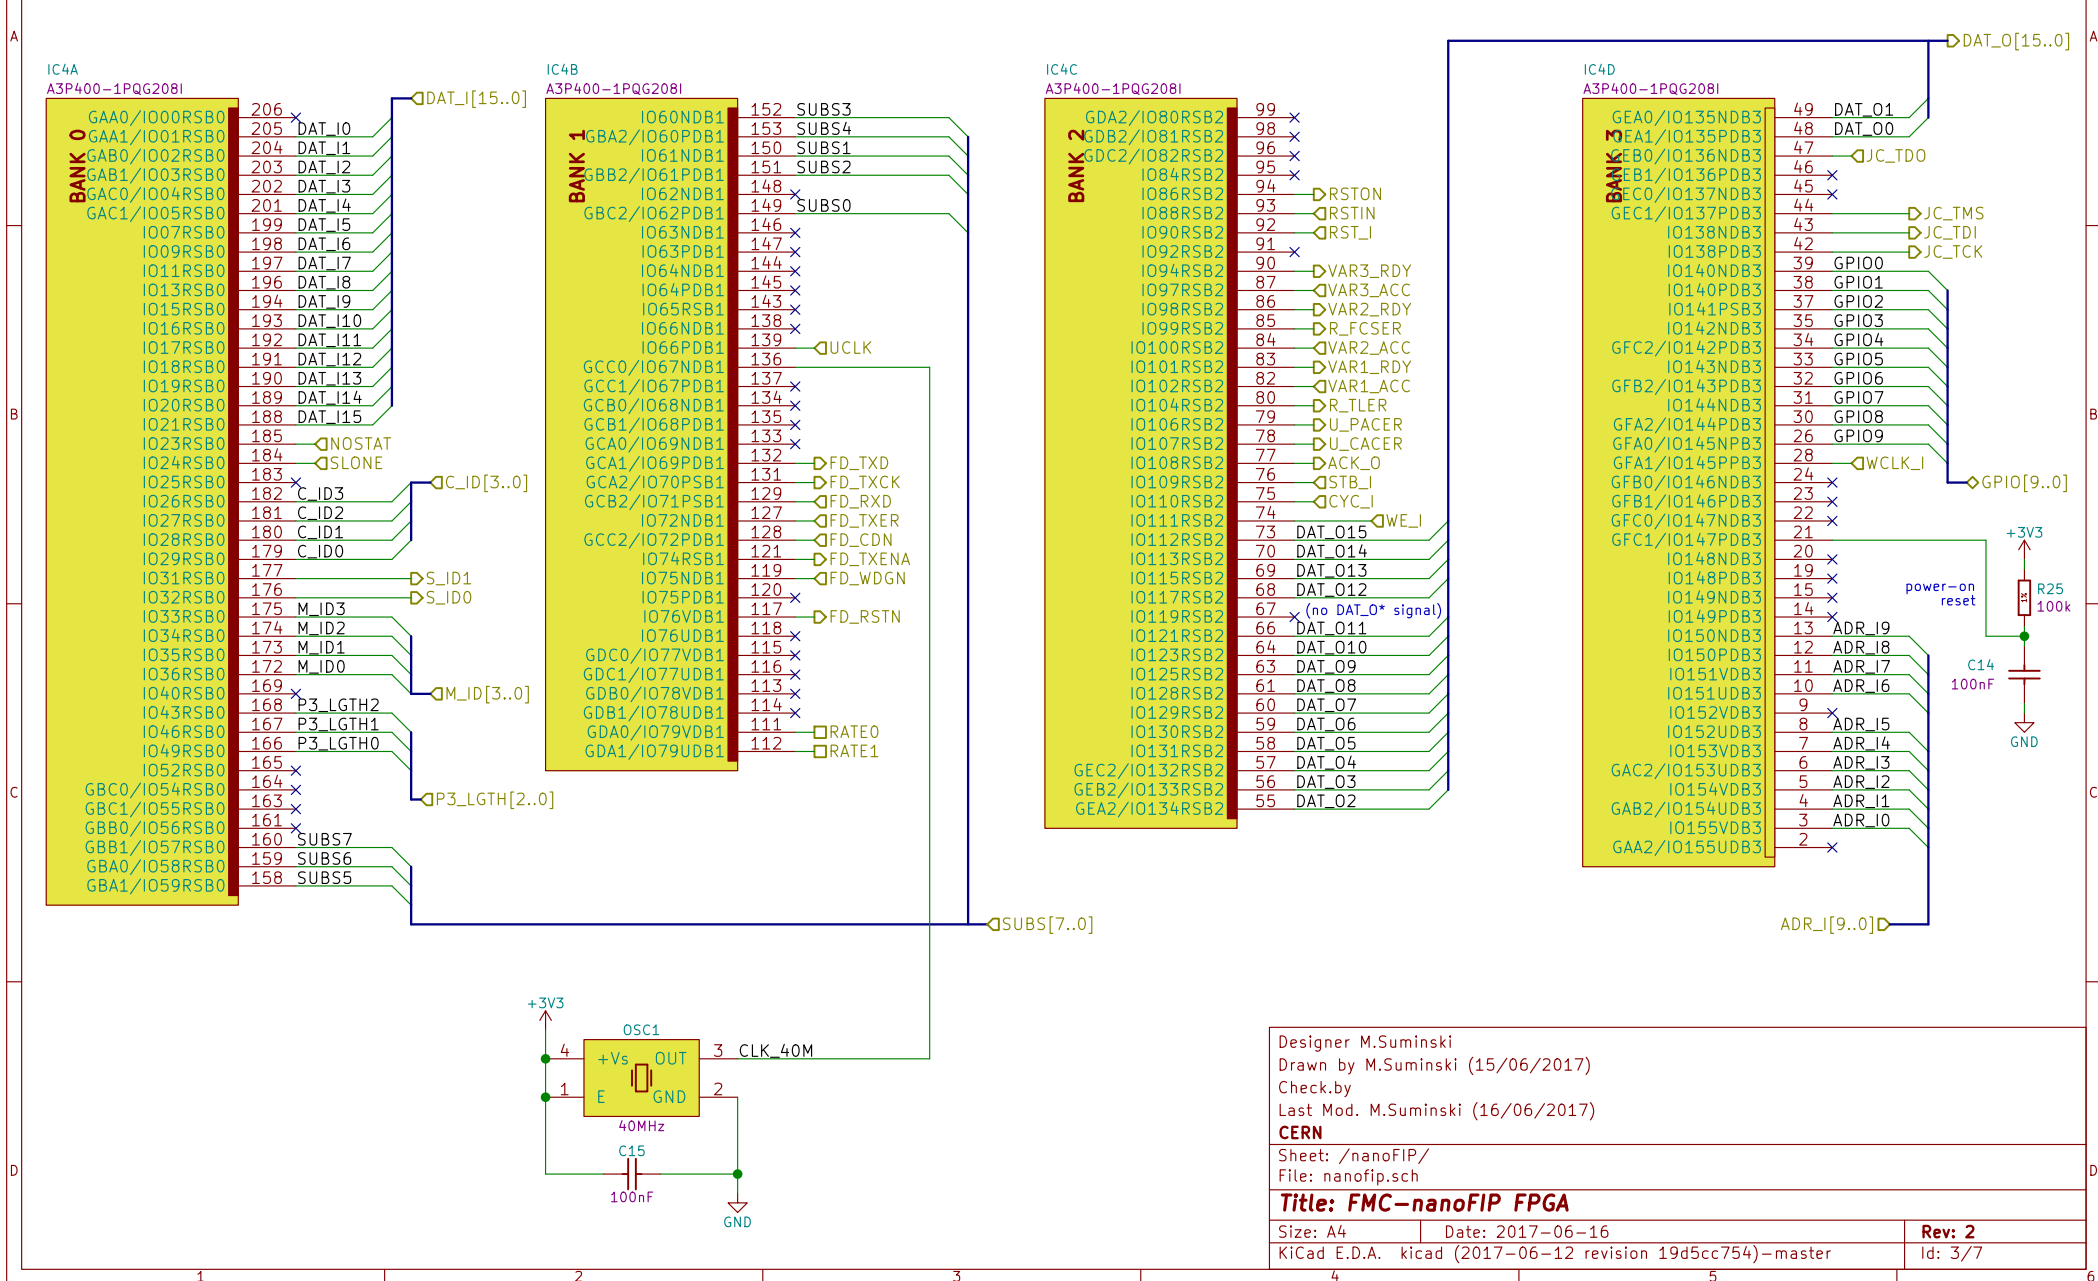 IC4A
A3P400-1PQG208I
BANK 0
GAA0/IO00RSB0 206
GAA1/IO01RSB0 205 DAT_I0
GAB0/IO02RSB0 204 DAT_I1
GAB1/IO03RSB0 203 DAT_I2
GAC0/IO04RSB0 202 DAT_I3
GAC1/IO05RSB0 201 DAT_I4
IO07RSB0 199 DAT_I5
IO09RSB0 198 DAT_I6
IO11RSB0 197 DAT_I7
IO13RSB0 196 DAT_I8
IO15RSB0 194 DAT_I9
IO16RSB0 193 DAT_I10
IO17RSB0 192 DAT_I11
IO18RSB0 191 DAT_I12
IO19RSB0 190 DAT_I13
IO20RSB0 189 DAT_I14
IO21RSB0 188 DAT_I15
IO23RSB0 185 NOSTAT
IO24RSB0 184 SLONE
IO25RSB0 183
IO26RSB0 182 C_ID3
IO27RSB0 181 C_ID2
IO28RSB0 180 C_ID1
IO29RSB0 179 C_ID0
IO31RSB0 177 S_ID1
IO32RSB0 176 S_ID0
IO33RSB0 175 M_ID3
IO34RSB0 174 M_ID2
IO35RSB0 173 M_ID1
IO36RSB0 172 M_ID0
IO40RSB0 169
IO43RSB0 168 P3_LGTH2
IO46RSB0 167 P3_LGTH1
IO49RSB0 166 P3_LGTH0
IO52RSB0 165
GBC0/IO54RSB0 164
GBC1/IO55RSB0 163
GBB0/IO56RSB0 161
GBB1/IO57RSB0 160 SUBS7
GBA0/IO58RSB0 159 SUBS6
GBA1/IO59RSB0 158 SUBS5
DAT_I[15..0]
C_ID[3..0]
M_ID[3..0]
P3_LGTH[2..0]
IC4B
A3P400-1PQG208I
BANK 1
IO60NDB1 152 SUBS3
GBA2/IO60PDB1 153 SUBS4
IO61NDB1 150 SUBS1
GBB2/IO61PDB1 151 SUBS2
IO62NDB1 148
GBC2/IO62PDB1 149 SUBS0
IO63NDB1 146
IO63PDB1 147
IO64NDB1 144
IO64PDB1 145
IO65RSB1 143
IO66NDB1 138
IO66PDB1 139 UCLK
GCC0/IO67NDB1 136
GCC1/IO67PDB1 137
GCB0/IO68NDB1 134
GCB1/IO68PDB1 135
GCA0/IO69NDB1 133
GCA1/IO69PDB1 132 FD_TXD
GCA2/IO70PSB1 131 FD_TXCK
GCB2/IO71PSB1 129 FD_RXD
IO72NDB1 127 FD_TXER
GCC2/IO72PDB1 128 FD_CDN
IO74RSB1 121 FD_TXENA
IO75NDB1 119 FD_WDGN
IO75PDB1 120
IO76VDB1 117 FD_RSTN
IO76UDB1 118
GDC0/IO77VDB1 115
GDC1/IO77UDB1 116
GDB0/IO78VDB1 113
GDB1/IO78UDB1 114
GDA0/IO79VDB1 111 RATE0
GDA1/IO79UDB1 112 RATE1
SUBS[7..0]
IC4C
A3P400-1PQG208I
BANK 2
GDA2/IO80RSB2 99
GDB2/IO81RSB2 98
GDC2/IO82RSB2 96
IO84RSB2 95
IO86RSB2 94 RSTON
IO88RSB2 93 RSTIN
IO90RSB2 92 RST_I
IO92RSB2 91
IO94RSB2 90 VAR3_RDY
IO97RSB2 87 VAR3_ACC
IO98RSB2 86 VAR2_RDY
IO99RSB2 85 R_FCSER
IO100RSB2 84 VAR2_ACC
IO101RSB2 83 VAR1_RDY
IO102RSB2 82 VAR1_ACC
IO104RSB2 80 R_TLER
IO106RSB2 79 U_PACER
IO107RSB2 78 U_CACER
IO108RSB2 77 ACK_O
IO109RSB2 76 STB_I
IO110RSB2 75 CYC_I
IO111RSB2 74 WE_I
IO112RSB2 73 DAT_O15
IO113RSB2 70 DAT_O14
IO115RSB2 69 DAT_O13
IO117RSB2 68 DAT_O12
IO119RSB2 67 (no DAT_O* signal)
IO121RSB2 66 DAT_O11
IO123RSB2 64 DAT_O10
IO125RSB2 63 DAT_O9
IO128RSB2 61 DAT_O8
IO129RSB2 60 DAT_O7
IO130RSB2 59 DAT_O6
IO131RSB2 58 DAT_O5
GEC2/IO132RSB2 57 DAT_O4
GEB2/IO133RSB2 56 DAT_O3
GEA2/IO134RSB2 55 DAT_O2
DAT_O[15..0]
IC4D
A3P400-1PQG208I
BANK 3
GEA0/IO135NDB3 49 DAT_O1
GEA1/IO135PDB3 48 DAT_O0
GEB0/IO136NDB3 47 JC_TDO
GEB1/IO136PDB3 46
GEC0/IO137NDB3 45
GEC1/IO137PDB3 44 JC_TMS
IO138NDB3 43 JC_TDI
IO138PDB3 42 JC_TCK
IO140NDB3 39 GPIO0
IO140PDB3 38 GPIO1
IO141PSB3 37 GPIO2
IO142NDB3 35 GPIO3
GFC2/IO142PDB3 34 GPIO4
IO143NDB3 33 GPIO5
GFB2/IO143PDB3 32 GPIO6
IO144NDB3 31 GPIO7
GFA2/IO144PDB3 30 GPIO8
GFA0/IO145NPB3 26 GPIO9
GFA1/IO145PPB3 28 WCLK_I
GFB0/IO146NDB3 24
GFB1/IO146PDB3 23
GFC0/IO147NDB3 22
GFC1/IO147PDB3 21
IO148NDB3 20
IO148PDB3 19
IO149NDB3 15
IO149PDB3 14
IO150NDB3 13 ADR_I9
IO150PDB3 12 ADR_I8
IO151VDB3 11 ADR_I7
IO151UDB3 10 ADR_I6
IO152VDB3 9
IO152UDB3 8 ADR_I5
IO153VDB3 7 ADR_I4
GAC2/IO153UDB3 6 ADR_I3
IO154VDB3 5 ADR_I2
GAB2/IO154UDB3 4 ADR_I1
IO155VDB3 3 ADR_I0
GAA2/IO155UDB3 2
GPIO[9..0]
ADR_I[9..0]
+3V3
power-on
reset
1%
R25
100k
C14
100nF
GND
+3V3
OSC1
4 +Vs OUT 3 CLK_40M
1 E GND 2
40MHz
C15
100nF
GND
Designer M.Suminski
Drawn by M.Suminski (15/06/2017)
Check.by
Last Mod. M.Suminski (16/06/2017)
CERN
Sheet: /nanoFIP/
File: nanofip.sch
Title: FMC-nanoFIP FPGA
Size: A4 Date: 2017-06-16 Rev: 2
KiCad E.D.A. kicad (2017-06-12 revision 19d5cc754)-master Id: 3/7
A A
B B
C C
D D
1 2 3 4 5 6